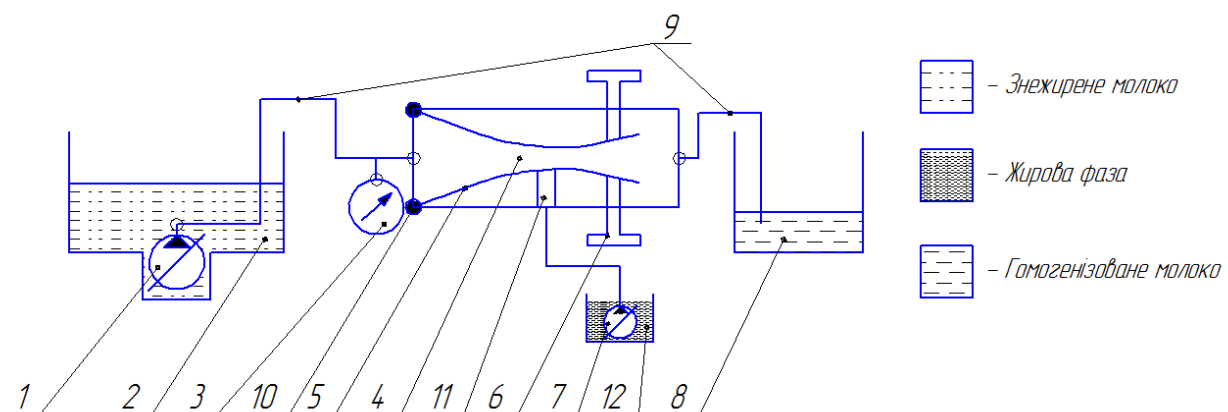 9
– Знежирене молоко
– Жирова фаза
– Гомогенізоване молоко
1 2 3 10 5 4 11 6 7 12 8